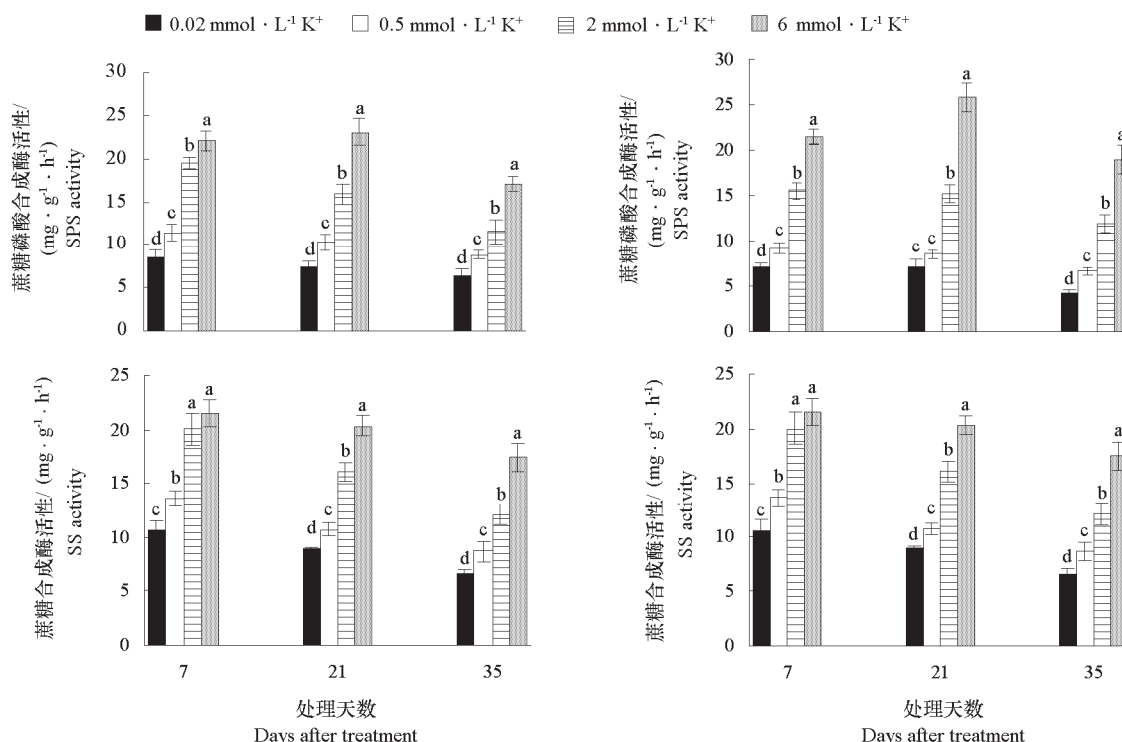 0.02 mmol · L⁻¹ K⁺ 0.5 mmol · L⁻¹ K⁺ 2 mmol · L⁻¹ K⁺ 6 mmol · L⁻¹ K⁺
蔗糖磷酸合成酶活性/
(mg · g⁻¹ · h⁻¹)
SPS activity
30
25
20
15
10
5
0
d c b a
d c b a
d c b a
蔗糖磷酸合成酶活性/
(mg · g⁻¹ · h⁻¹)
SPS activity
30
25
20
15
10
5
0
d c b a
c c b a
d c b a
蔗糖合成酶活性/ (mg · g⁻¹ · h⁻¹)
SS activity
25
20
15
10
5
0
c b a a
d c b a
d c b a
7 21 35
处理天数
Days after treatment
蔗糖合成酶活性/ (mg · g⁻¹ · h⁻¹)
SS activity
25
20
15
10
5
0
c b a a
d c b a
d c b a
7 21 35
处理天数
Days after treatment